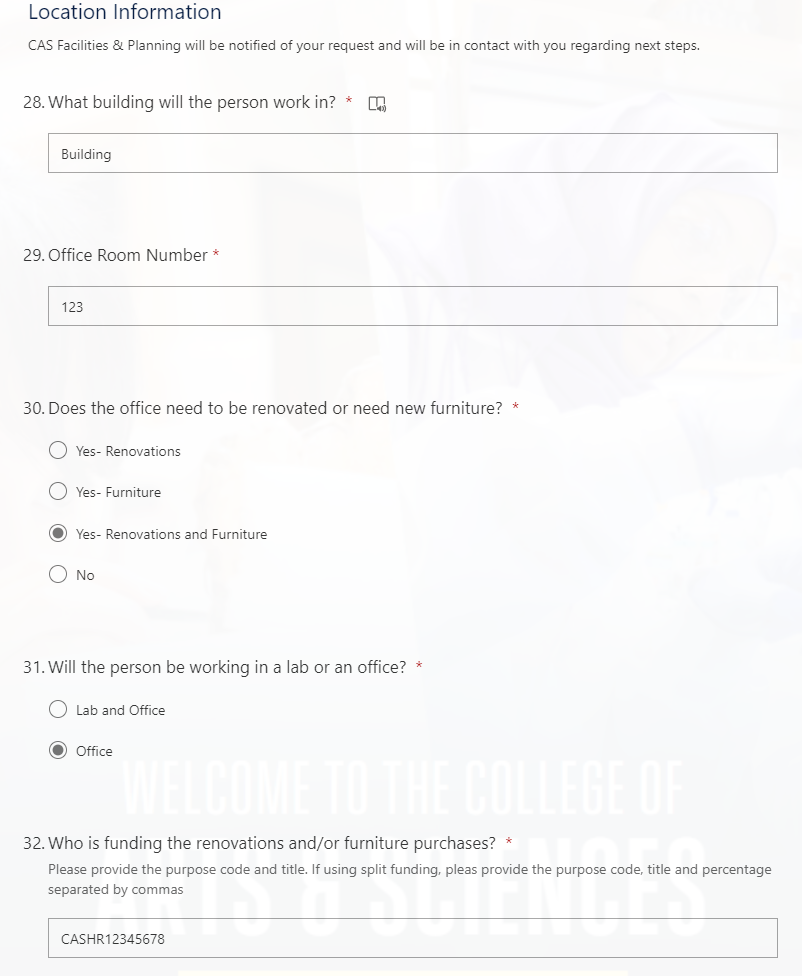 Location Information
CAS Facilities & Planning will be notified of your request and will be in contact with you regarding next steps.
28. What building will the person work in? *
Building
29. Office Room Number *
123
30. Does the office need to be renovated or need new furniture? *
Yes- Renovations
Yes- Furniture
Yes- Renovations and Furniture
No
31. Will the person be working in a lab or an office? *
Lab and Office
Office
WELCOME TO THE COLLEGE OF
32. Who is funding the renovations and/or furniture purchases? *
Please provide the purpose code and title. If using split funding, pleas provide the purpose code, title and percentage
separated by commas
ARTS & SCIENCES
CASHR12345678